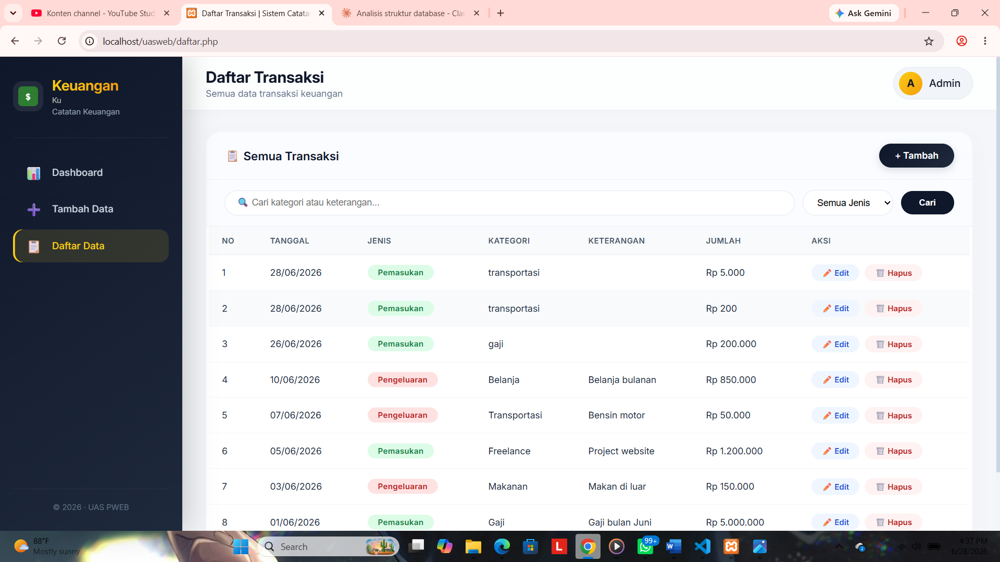 Konten channel - YouTube Stud
Daftar Transaksi | Sistem Catata
Analisis struktur database - Cla
Ask Gemini
localhost/uasweb/daftar.php
$
Keuangan
Ku
Catatan Keuangan
Dashboard
Tambah Data
Daftar Data
© 2026 · UAS PWEB
Daftar Transaksi
Semua data transaksi keuangan
A
Admin
Semua Transaksi
+ Tambah
Cari kategori atau keterangan...
Semua Jenis
Cari
NO TANGGAL JENIS KATEGORI KETERANGAN JUMLAH AKSI
1 28/06/2026 Pemasukan transportasi Rp 5.000 Edit Hapus
2 28/06/2026 Pemasukan transportasi Rp 200 Edit Hapus
3 26/06/2026 Pemasukan gaji Rp 200.000 Edit Hapus
4 10/06/2026 Pengeluaran Belanja Belanja bulanan Rp 850.000 Edit Hapus
5 07/06/2026 Pengeluaran Transportasi Bensin motor Rp 50.000 Edit Hapus
6 05/06/2026 Pemasukan Freelance Project website Rp 1.200.000 Edit Hapus
7 03/06/2026 Pengeluaran Makanan Makan di luar Rp 150.000 Edit Hapus
8 01/06/2026 Pemasukan Gaji Gaji bulan Juni Rp 5.000.000 Edit Hapus
88°F
Mostly sunny
Search
L
99+
W
4:37 PM
6/28/2026